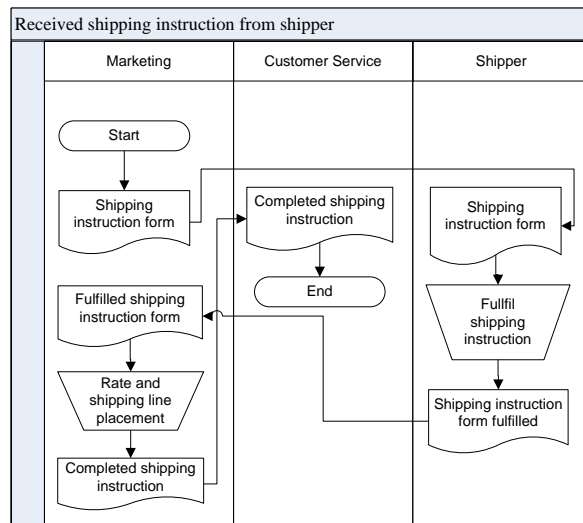 Received shipping instruction from shipper
Marketing
Customer Service
Shipper
Start
Shipping
instruction form
Completed shipping
instruction
Shipping
instruction form
End
Fulfilled shipping
instruction form
Fullfil
shipping
instruction
Rate and
shipping line
placement
Shipping instruction
form fulfilled
Completed shipping
instruction